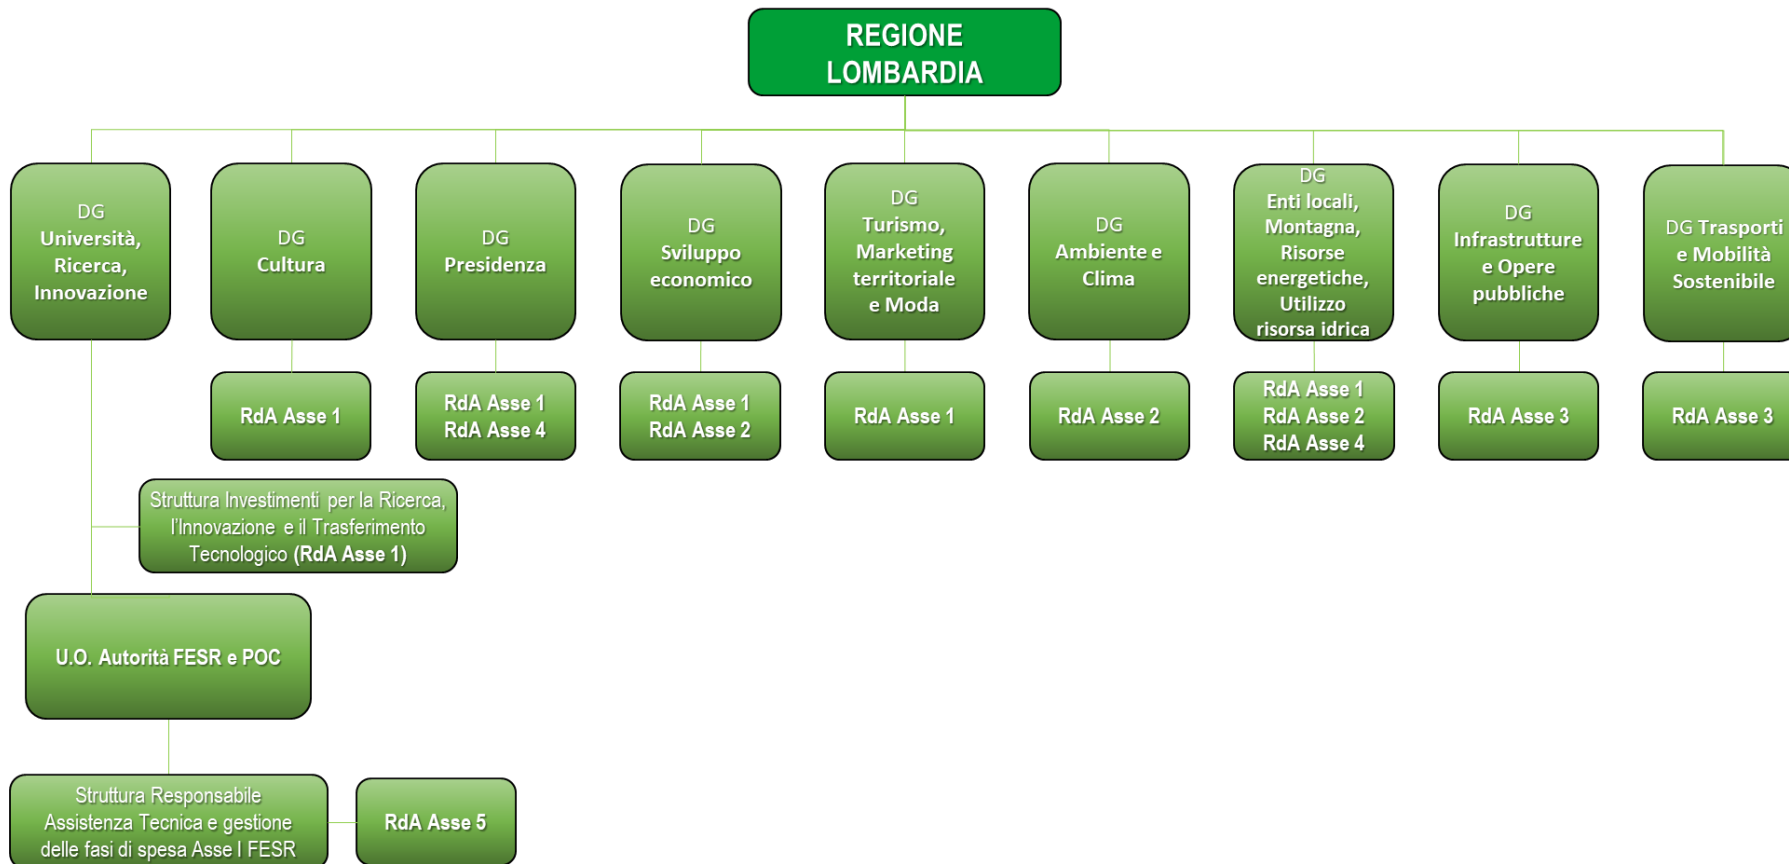 REGIONE
LOMBARDIA
DG
Università,
Ricerca,
Innovazione
DG
Cultura
DG
Presidenza
DG
Sviluppo
economico
DG
Turismo,
Marketing
territoriale
e Moda
DG
Ambiente e
Clima
DG
Enti locali,
Montagna,
Risorse
energetiche,
Utilizzo
risorsa idrica
DG
Infrastrutture
e Opere
pubbliche
DG Trasporti
e Mobilità
Sostenibile
RdA Asse 1
RdA Asse 1
RdA Asse 4
RdA Asse 1
RdA Asse 2
RdA Asse 1
RdA Asse 2
RdA Asse 1
RdA Asse 2
RdA Asse 4
RdA Asse 3
RdA Asse 3
Struttura Investimenti per la Ricerca,
l'Innovazione e il Trasferimento
Tecnologico (RdA Asse 1)
U.O. Autorità FESR e POC
Struttura Responsabile
Assistenza Tecnica e gestione
delle fasi di spesa Asse I FESR
RdA Asse 5